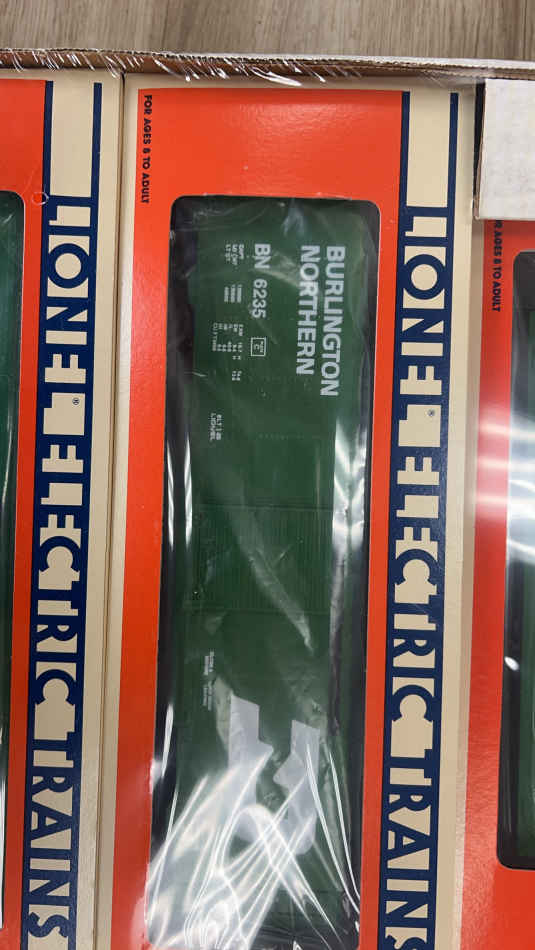 FOR AGES 8 TO ADULT
LIONEL® ELECTRIC TRAINS
BURLINGTON
NORTHERN
BN 6235
C
LIONEL® ELECTRIC TRAINS
R AGES 8 TO ADULT